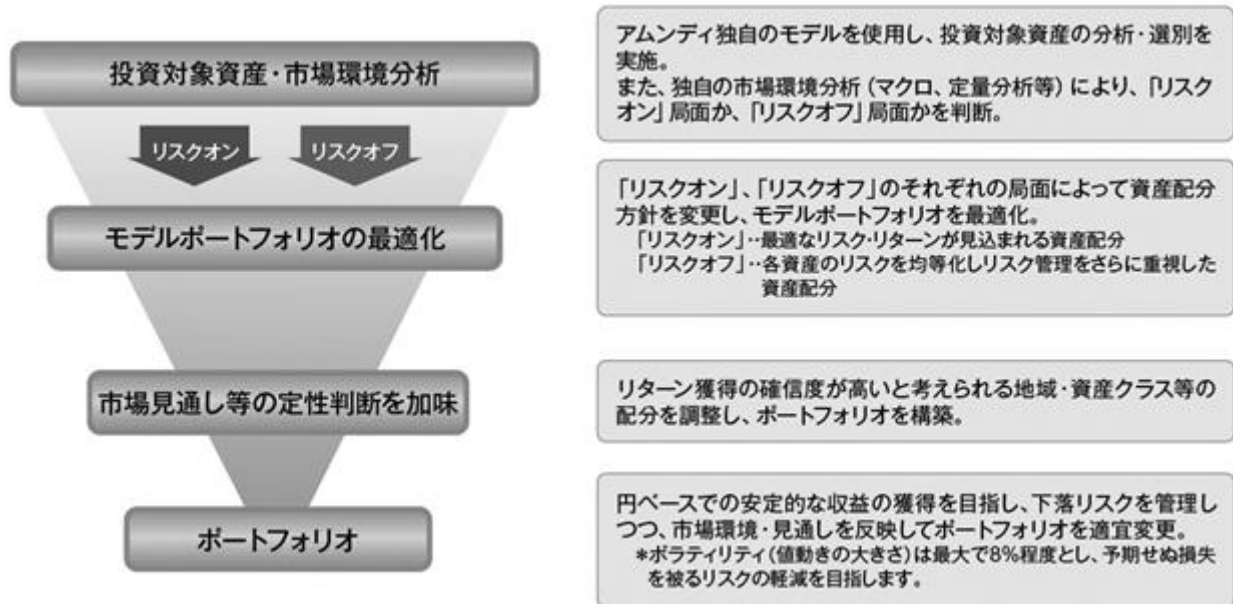 投資対象資産・市場環境分析
アムンディ独自のモデルを使用し、投資対象資産の分析・選別を
実施。
また、独自の市場環境分析（マクロ、定量分析等）により、「リスク
オン」局面か、「リスクオフ」局面かを判断。
リスクオン
リスクオフ
モデルポートフォリオの最適化
「リスクオン」、「リスクオフ」のそれぞれの局面によって資産配分
方針を変更し、モデルポートフォリオを最適化。
「リスクオン」‥最適なリスク・リターンが見込まれる資産配分
「リスクオフ」‥各資産のリスクを均等化しリスク管理をさらに重視した
資産配分
市場見通し等の定性判断を加味
リターン獲得の確信度が高いと考えられる地域・資産クラス等の
配分を調整し、ポートフォリオを構築。
ポートフォリオ
円ベースでの安定的な収益の獲得を目指し、下落リスクを管理し
つつ、市場環境・見通しを反映してポートフォリオを適宜変更。
＊ボラティリティ（値動きの大きさ）は最大で8%程度とし、予期せぬ損失
を被るリスクの軽減を目指します。